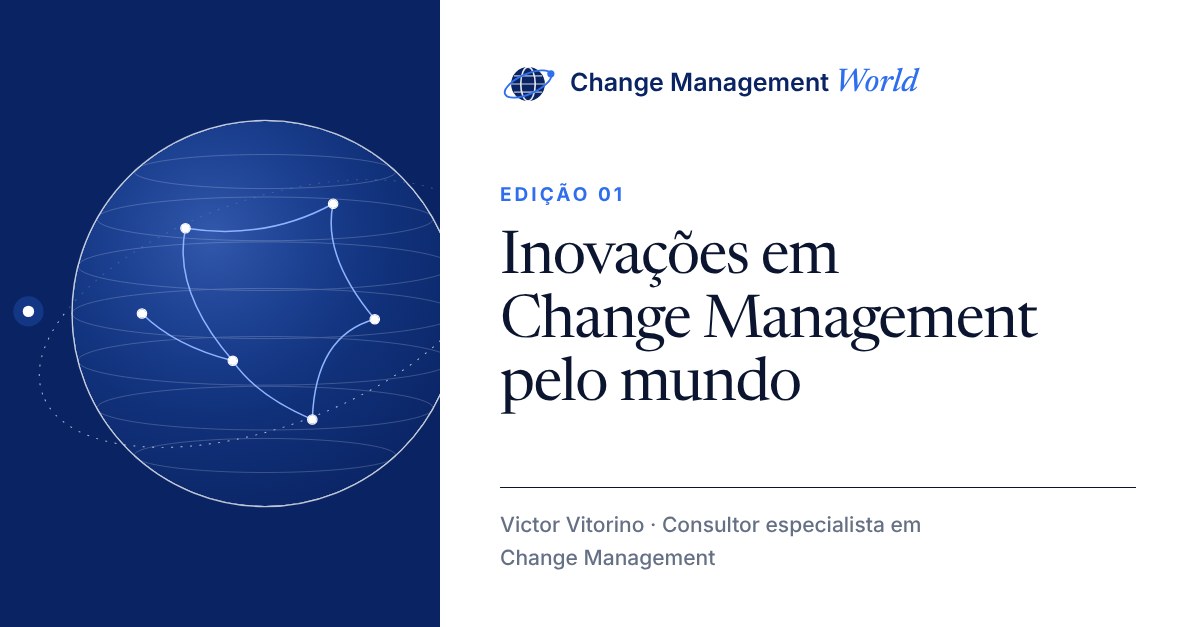 Change Management World
EDIÇÃO 01
Inovações em
Change Management
pelo mundo
Victor Vitorino · Consultor especialista em
Change Management